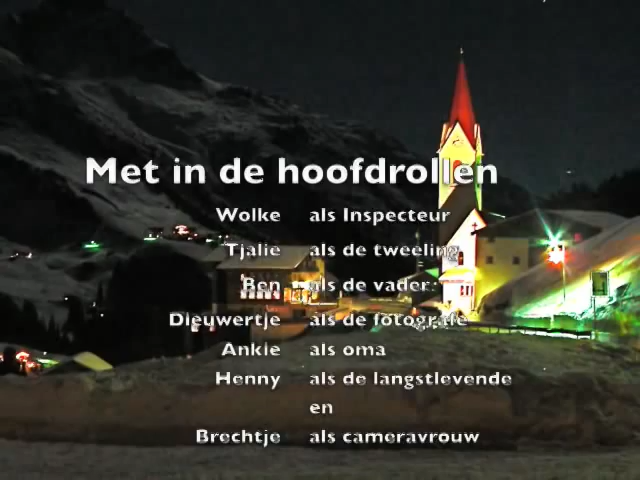 Met in de hoofdrollen
Wolke als Inspecteur
Tjalie als de tweeling
Ben als de vader
Dieuwertje als de fotografe
Ankie als oma
Henny als de langstlevende
en
Brechtje als cameravrouw